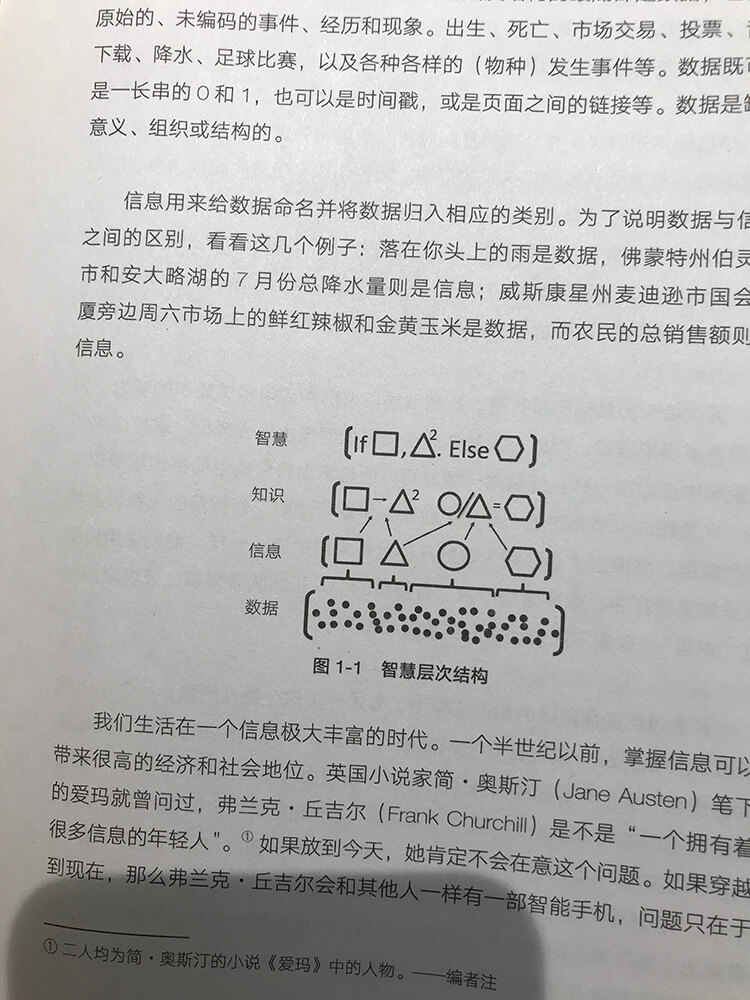 原始的、未编码的事件、经历和现象。出生、死亡、市场交易、投票、音
下载、降水、足球比赛，以及各种各样的（物种）发生事件等。数据既可
是一长串的0和1，也可以是时间戳，或是页面之间的链接等。数据是缺
意义、组织或结构的。
信息用来给数据命名并将数据归入相应的类别。为了说明数据与信
之间的区别，看看这几个例子：落在你头上的雨是数据，佛蒙特州伯灵
市和安大略湖的7月份总降水量则是信息；威斯康星州麦迪逊市国会
厦旁边周六市场上的鲜红辣椒和金黄玉米是数据，而农民的总销售额则
信息。
智慧 If □,△². Else ⬡
知识 □→△² ○/△=⬡
信息 □ △ ○ ⬡
数据
图 1-1 智慧层次结构
我们生活在一个信息极大丰富的时代。一个半世纪以前，掌握信息可以
带来很高的经济和社会地位。英国小说家简·奥斯汀（Jane Austen）笔下
的爱玛就曾问过，弗兰克·丘吉尔（Frank Churchill）是不是“一个拥有着
很多信息的年轻人”。①如果放到今天，她肯定不会在意这个问题。如果穿越
到现在，那么弗兰克·丘吉尔会和其他人一样有一部智能手机，问题只在于
① 二人均为简·奥斯汀的小说《爱玛》中的人物。——编者注